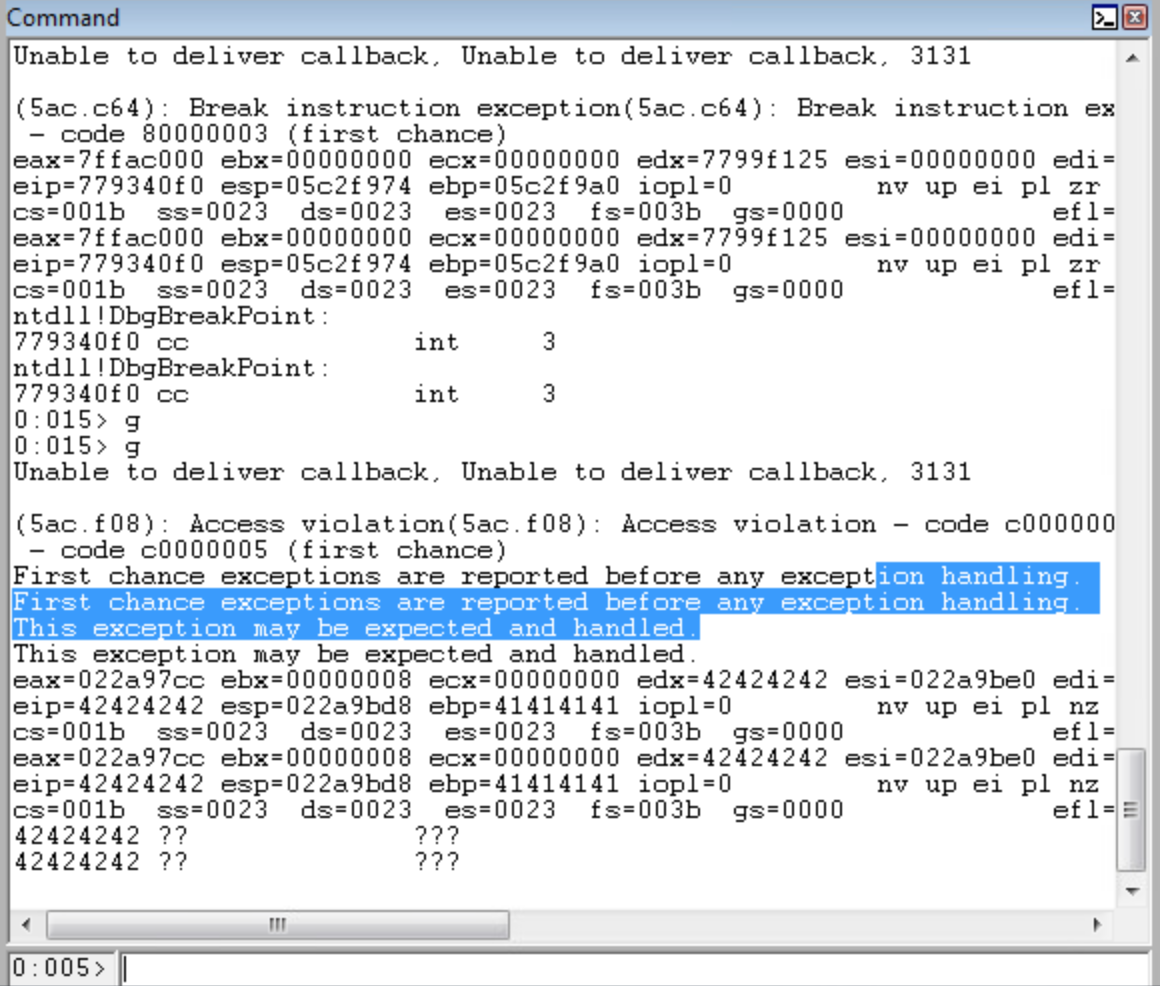 Command
Unable to deliver callback, Unable to deliver callback, 3131
(5ac.c64): Break instruction exception(5ac.c64): Break instruction ex
 - code 80000003 (first chance)
eax=7ffac000 ebx=00000000 ecx=00000000 edx=7799f125 esi=00000000 edi=
eip=779340f0 esp=05c2f974 ebp=05c2f9a0 iopl=0         nv up ei pl zr
cs=001b  ss=0023  ds=0023  es=0023  fs=003b  gs=0000             efl=
eax=7ffac000 ebx=00000000 ecx=00000000 edx=7799f125 esi=00000000 edi=
eip=779340f0 esp=05c2f974 ebp=05c2f9a0 iopl=0         nv up ei pl zr
cs=001b  ss=0023  ds=0023  es=0023  fs=003b  gs=0000             efl=
ntdll!DbgBreakPoint:
779340f0 cc              int     3
ntdll!DbgBreakPoint:
779340f0 cc              int     3
0:015> g
0:015> g
Unable to deliver callback, Unable to deliver callback, 3131
(5ac.f08): Access violation(5ac.f08): Access violation - code c000000
 - code c0000005 (first chance)
First chance exceptions are reported before any exception handling.
First chance exceptions are reported before any exception handling.
This exception may be expected and handled.
This exception may be expected and handled.
eax=022a97cc ebx=00000008 ecx=00000000 edx=42424242 esi=022a9be0 edi=
eip=42424242 esp=022a9bd8 ebp=41414141 iopl=0         nv up ei pl nz
cs=001b  ss=0023  ds=0023  es=0023  fs=003b  gs=0000             efl=
eax=022a97cc ebx=00000008 ecx=00000000 edx=42424242 esi=022a9be0 edi=
eip=42424242 esp=022a9bd8 ebp=41414141 iopl=0         nv up ei pl nz
cs=001b  ss=0023  ds=0023  es=0023  fs=003b  gs=0000             efl=
42424242 ??              ???
42424242 ??              ???
0:005>